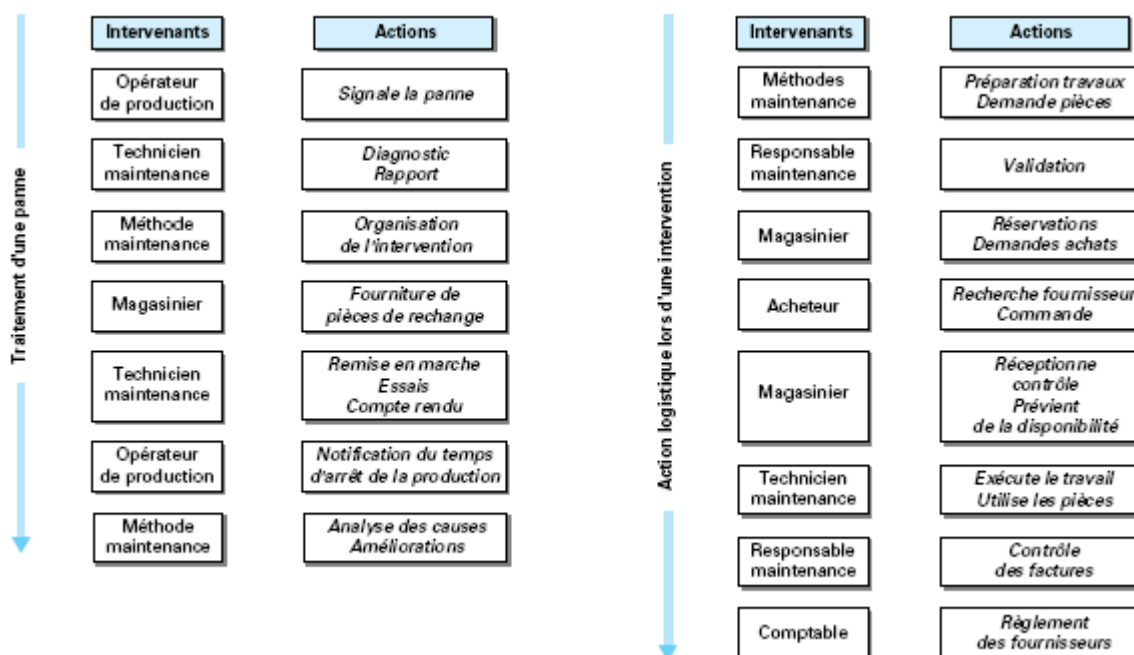 Traitement d'une panne
Intervenants
Actions
Opérateur
de production
Signale la panne
Technicien
maintenance
Diagnostic
Rapport
Méthode
maintenance
Organisation
de l'intervention
Magasinier
Fourniture de
pièces de rechange
Technicien
maintenance
Remise en marche
Essais
Compte rendu
Opérateur
de production
Notification du temps
d'arrêt de la production
Méthode
maintenance
Analyse des causes
Améliorations
Action logistique lors d'une intervention
Intervenants
Actions
Méthodes
maintenance
Préparation travaux
Demande pièces
Responsable
maintenance
Validation
Magasinier
Réservations
Demandes achats
Acheteur
Recherche fournisseur
Commande
Magasinier
Réceptionne
contrôle
Prévient
de la disponibilité
Technicien
maintenance
Exécute le travail
Utilise les pièces
Responsable
maintenance
Contrôle
des factures
Comptable
Règlement
des fournisseurs